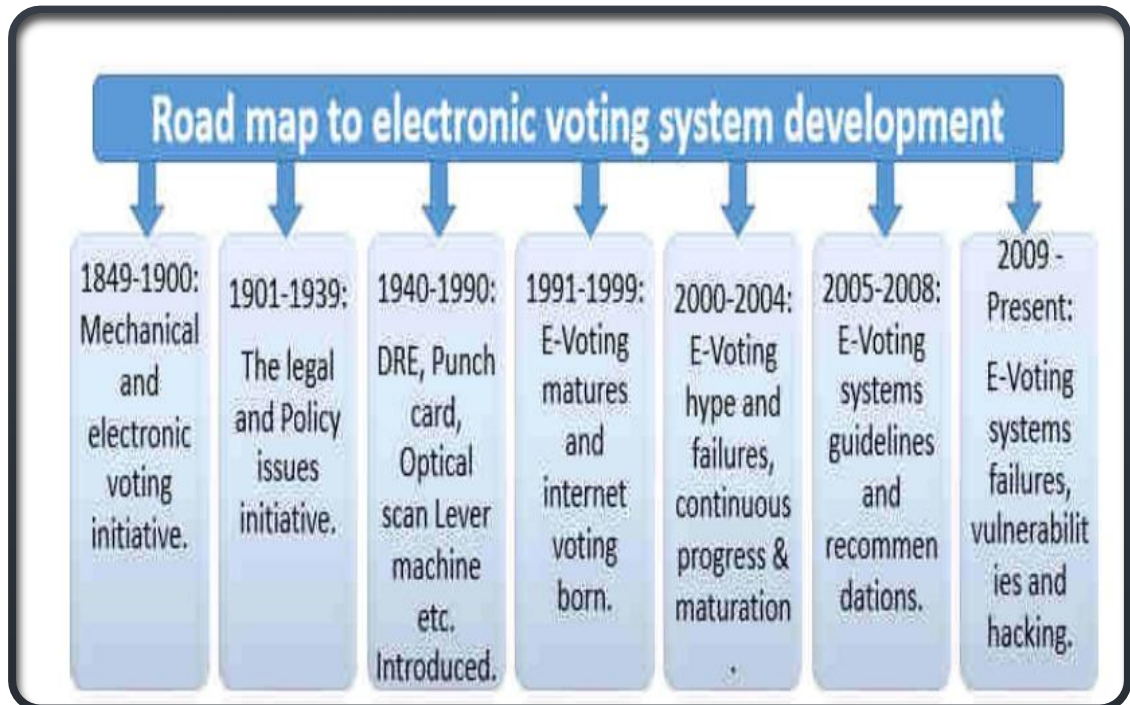 Road map to electronic voting system development
1849-1900:
Mechanical
and
electronic
voting
initiative.
1901-1939:
The legal
and Policy
issues
initiative.
1940-1990:
DRE, Punch
card,
Optical
scan Lever
machine
etc.
Introduced.
1991-1999:
E-Voting
matures
and
internet
voting
born.
2000-2004:
E-Voting
hype and
failures,
continuous
progress &
maturation
.
2005-2008:
E-Voting
systems
guidelines
and
recommen
dations.
2009 -
Present:
E-Voting
systems
failures,
vulnerabilit
ies and
hacking.